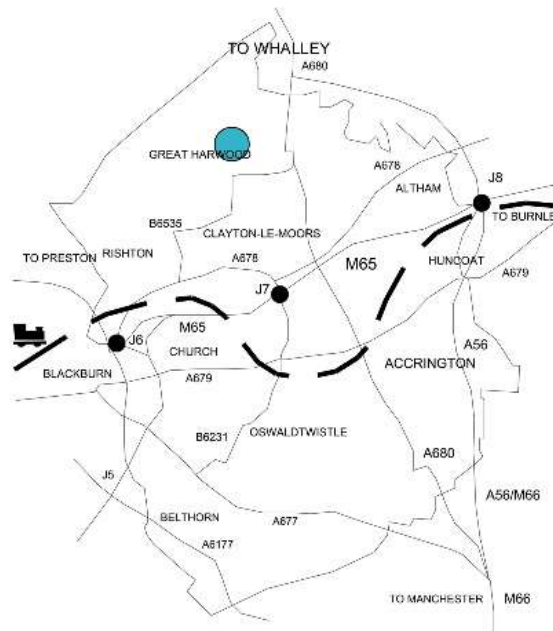 TO WHALLEY
A680
GREAT HARWOOD
A678
J8
ALTHAM
B6535
CLAYTON-LE-MOORS
TO BURNLE
TO PRESTON
RISHTON
A678
M65
HUNCOAT
A679
J7
M65
J6
CHURCH
ACCRINGTON
A56
BLACKBURN
A679
B6231
OSWALDTWISTLE
A680
J5
A56/M66
BELTHORN
A677
A6177
TO MANCHESTER
M66